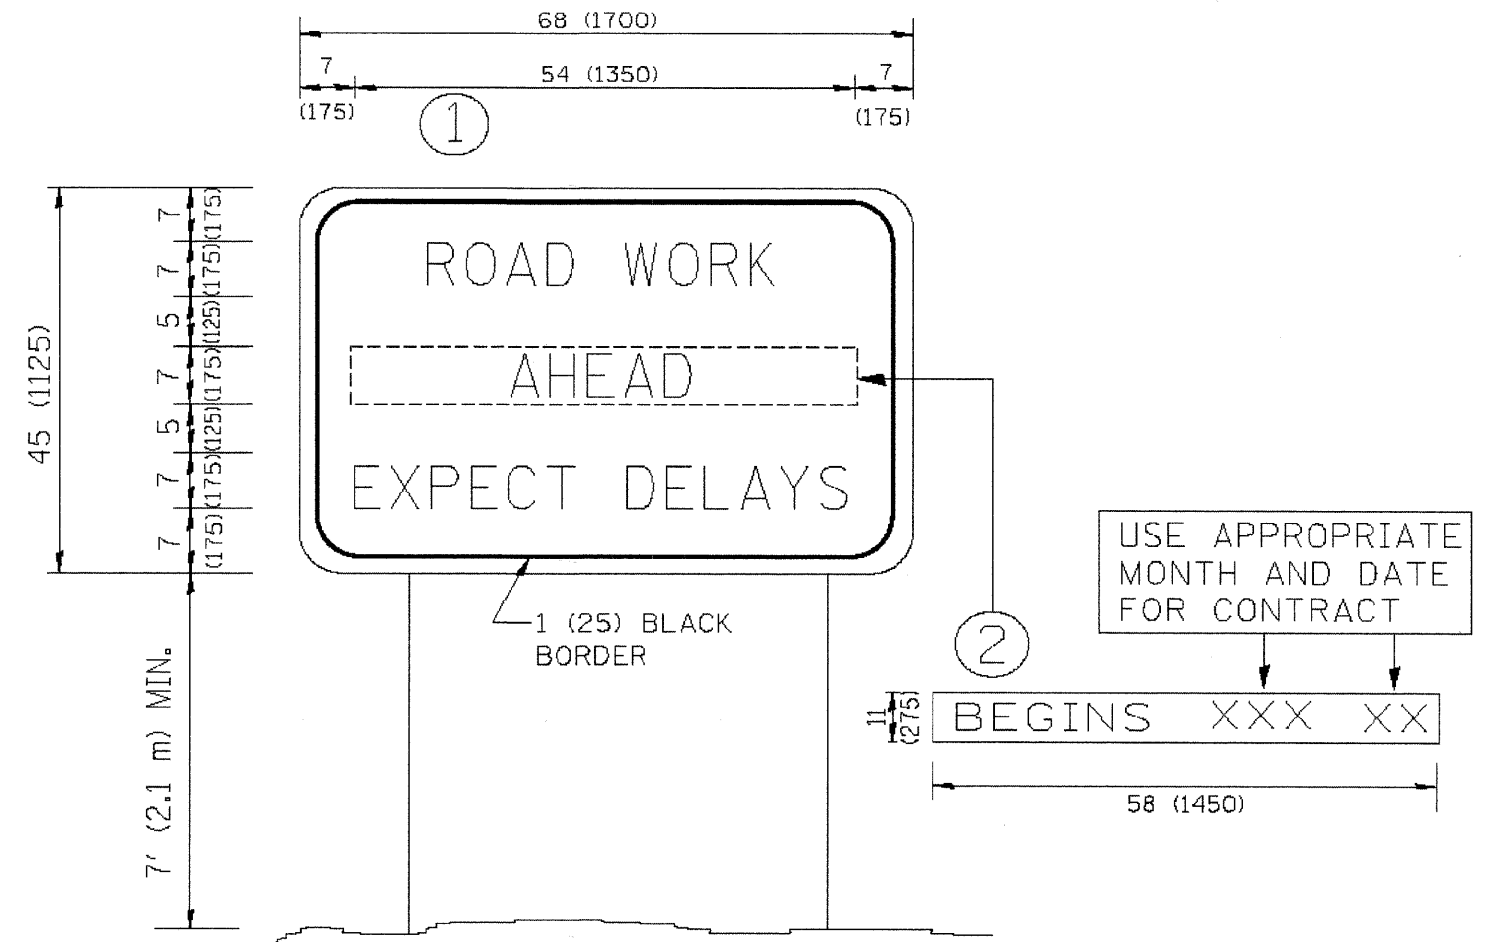 68 (1700)
7
54 (1350)
7
(175)
(175)
1
45 (1125)
7
(175)
7
(175)
5
(125)
7
(175)
5
(125)
7
(175)
7
(175)
ROAD WORK
AHEAD
EXPECT DELAYS
1 (25) BLACK
BORDER
7' (2.1 m) MIN.
USE APPROPRIATE
MONTH AND DATE
FOR CONTRACT
2
11
(275)
BEGINS XXX XX
58 (1450)